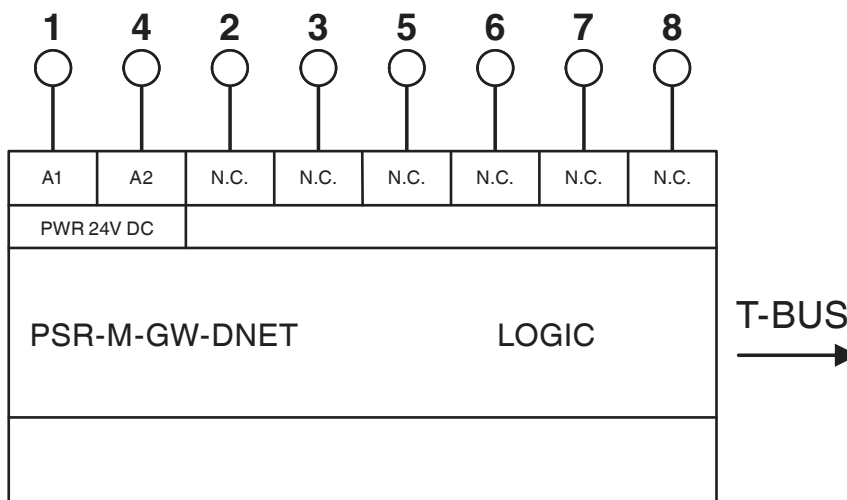 1 4 2 3 5 6 7 8
A1 A2 N.C. N.C. N.C. N.C. N.C. N.C.
PWR 24V DC
PSR-M-GW-DNET LOGIC
T-BUS